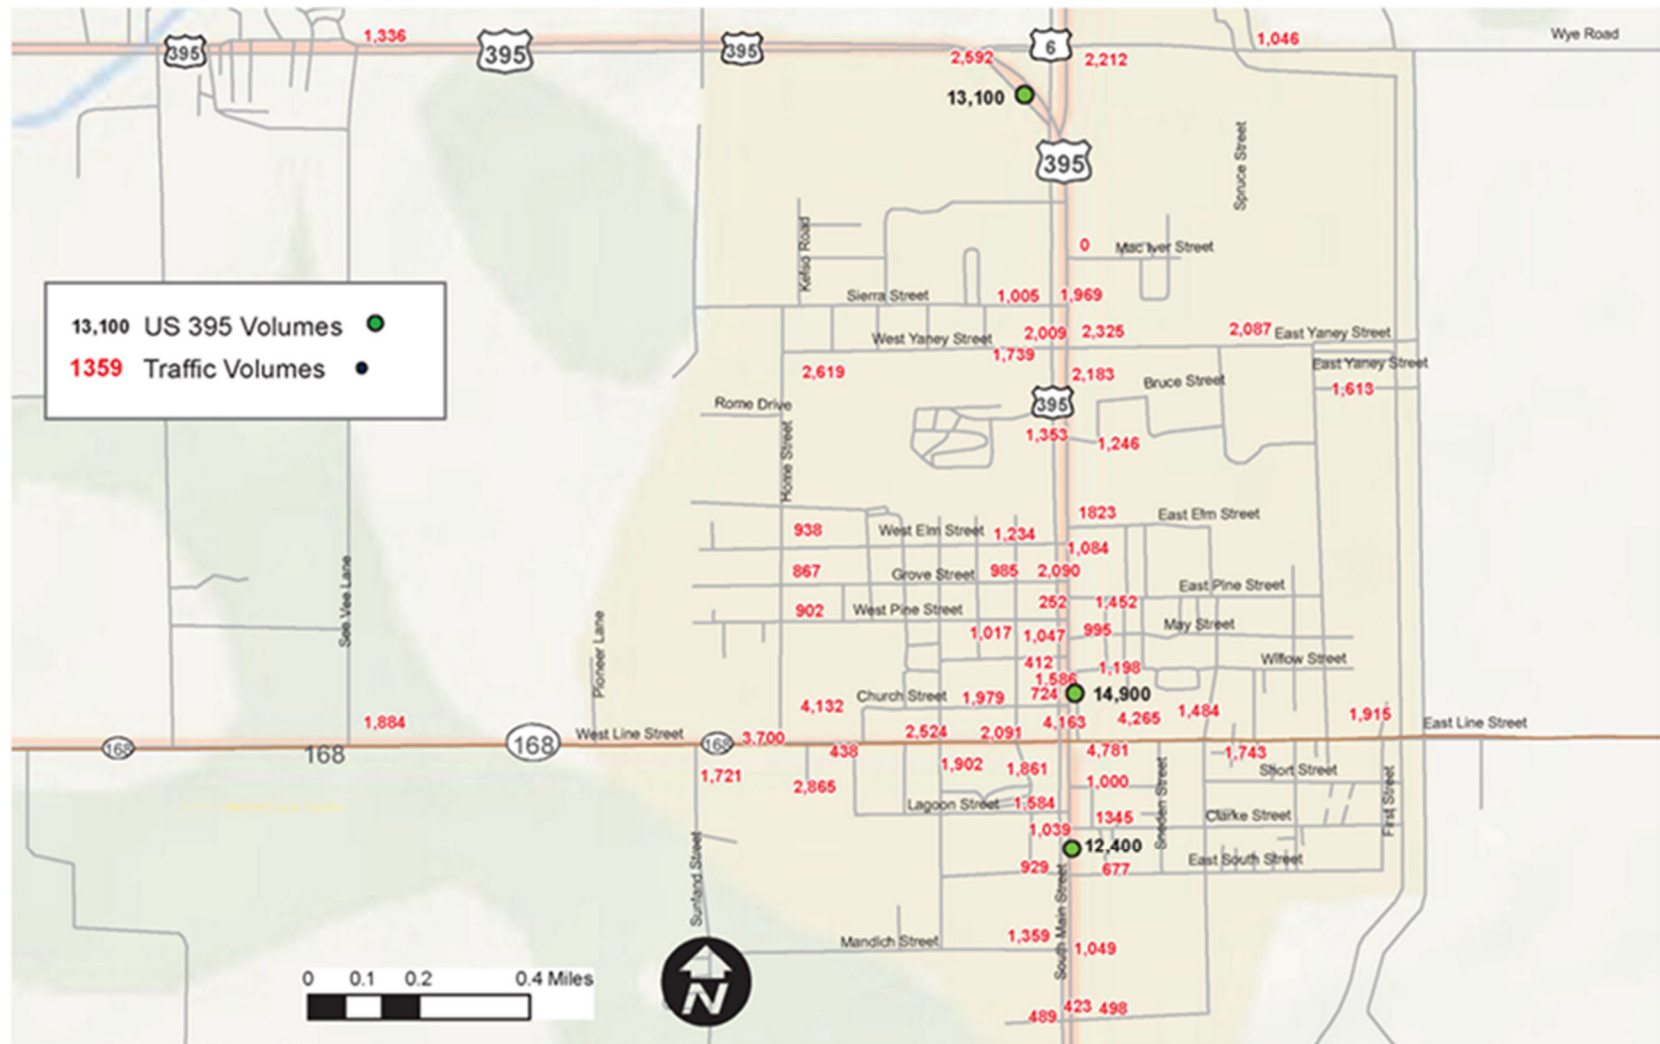 1,336
1,046
Wye Road
395
395
395
6
2,592
2,212
13,100
395
Spruce Street
Kelso Road
0
Mac Iver Street
Sierra Street
1,005
1,969
13,100 US 395 Volumes
1359 Traffic Volumes
West Yaney Street
2,009
2,325
2,087
East Yaney Street
1,739
East Yaney Street
2,619
2,183
Bruce Street
1,613
Rome Drive
395
1,353
1,246
Home Street
1823
East Elm Street
938
West Elm Street
1,234
1,084
867
Grove Street
985
2,090
East Pine Street
See Vee Lane
Pioneer Lane
902
West Pine Street
252
1,452
1,017
1,047
995
May Street
412
1,198
Willow Street
1,586
Church Street
1,979
724
14,900
4,132
1,884
4,163
4,265
1,484
1,915
East Line Street
168
168
168
West Line Street
168
3,700
2,524
2,091
438
4,781
1,743
1,721
1,902
1,861
Short Street
2,865
1,000
Sneden Street
First Street
Lagoon Street
1,584
1345
Clarke Street
1,039
12,400
Sunland Street
929
677
East South Street
South Main Street
Mandich Street
1,359
1,049
0 0.1 0.2 0.4 Miles
N
489
423
498